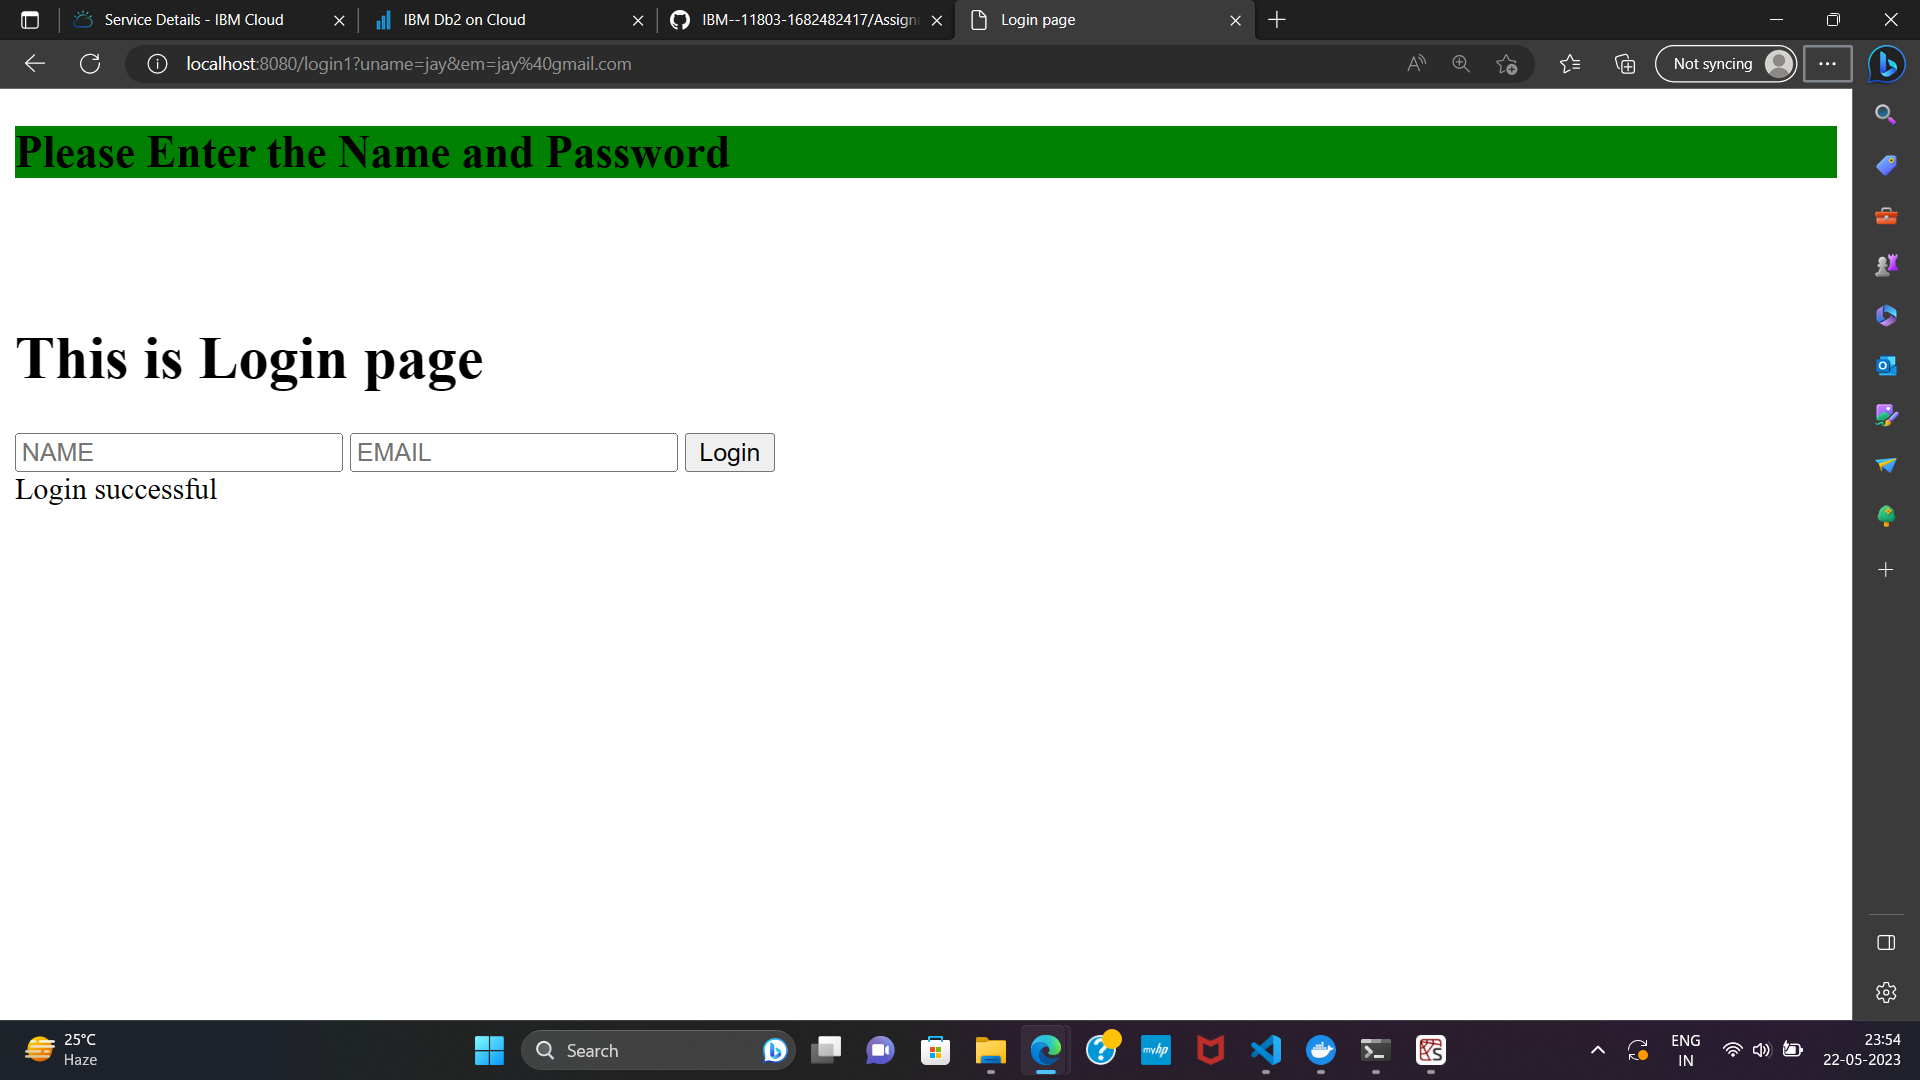 Service Details - IBM Cloud
IBM Db2 on Cloud
IBM--11803-1682482417/Assign
Login page
localhost:8080/login1?uname=jay&em=jay%40gmail.com
Not syncing
Please Enter the Name and Password
This is Login page
NAME
EMAIL
Login
Login successful
25°C
Haze
Search
myhp
ENG
IN
23:54
22-05-2023